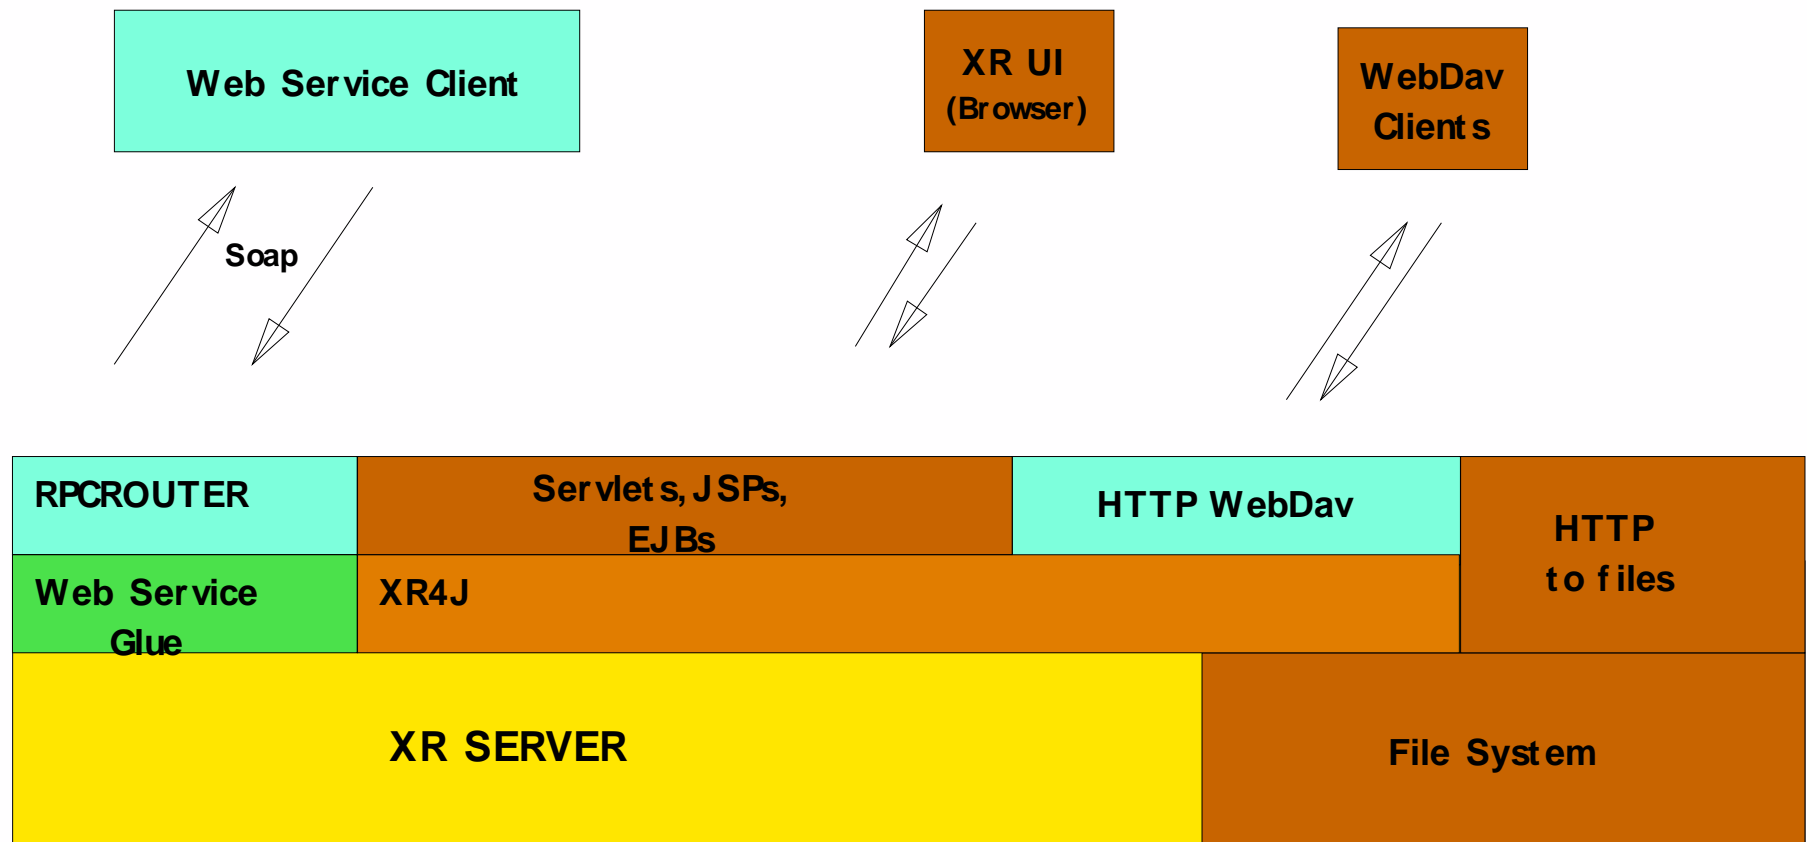 Web Service Client
XR UI
(Browser)
WebDav
Clients
Soap
RPCROUTER
Servlets, JSPs,
EJBs
HTTP WebDav
HTTP
to files
Web Service
Glue
XR4J
XR SERVER
File System